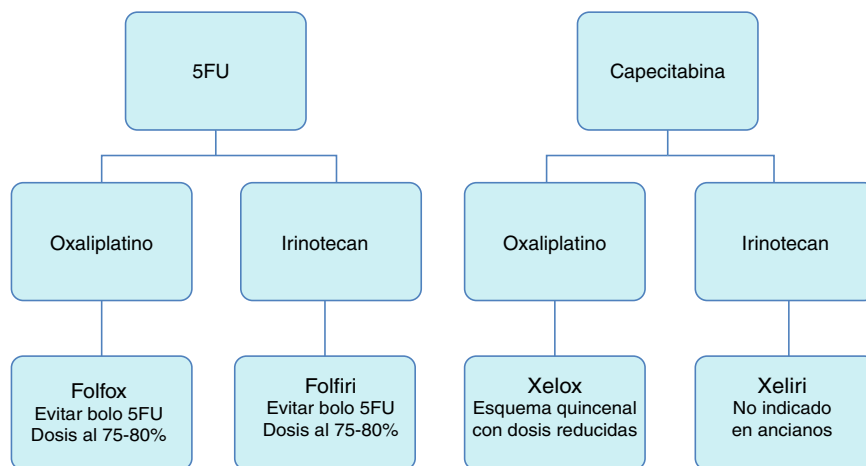 5FU
Capecitabina
Oxaliplatino
Irinotecan
Oxaliplatino
Irinotecan
Folfox
Evitar bolo 5FU
Dosis al 75-80%
Folfiri
Evitar bolo 5FU
Dosis al 75-80%
Xelox
Esquema quincenal
con dosis reducidas
Xeliri
No indicado
en ancianos